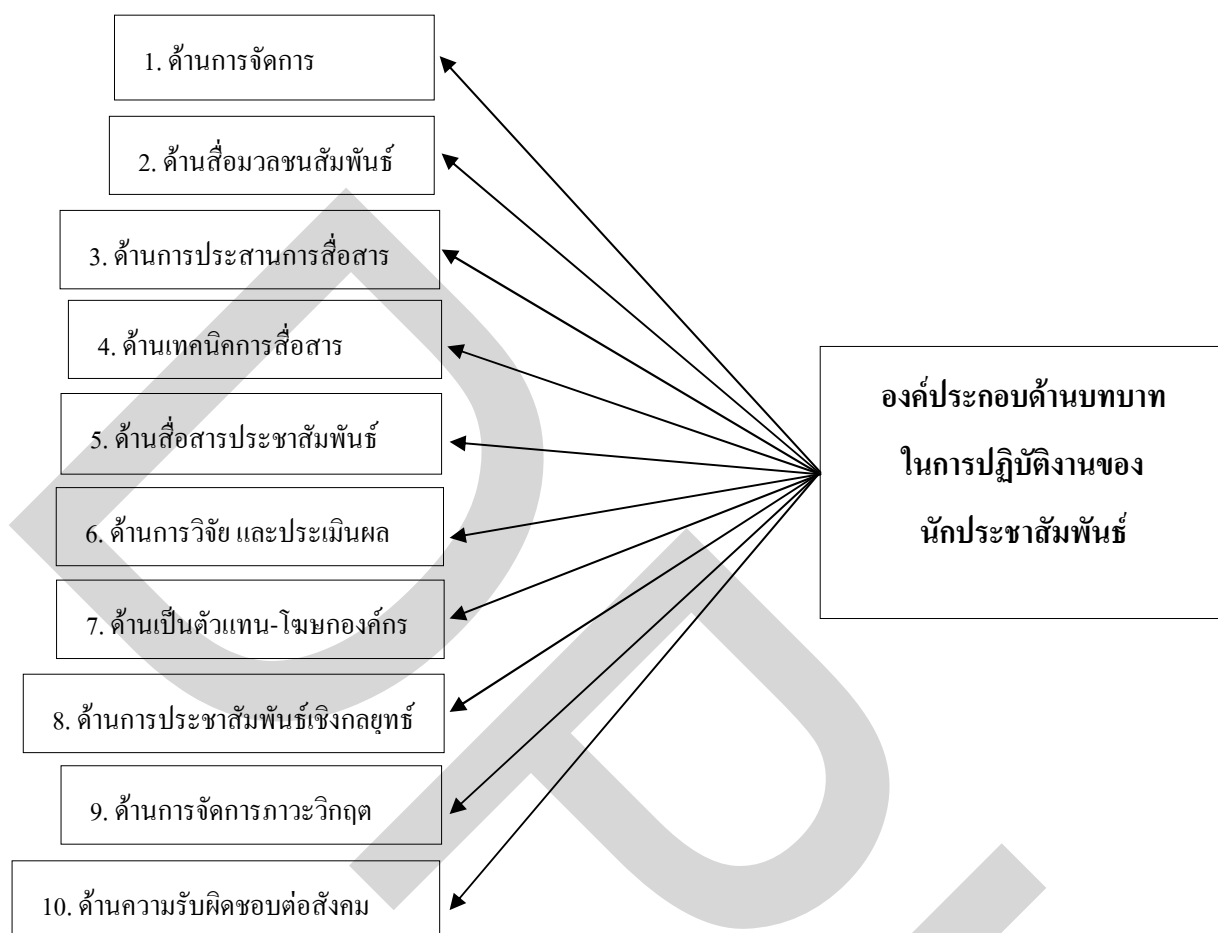 1. ด้านการจัดการ
2. ด้านสื่อมวลชนสัมพันธ์
3. ด้านการประสานการสื่อสาร
4. ด้านเทคนิคการสื่อสาร
5. ด้านสื่อสารประชาสัมพันธ์
6. ด้านการวิจัย และประเมินผล
7. ด้านเป็นตัวแทน-โฆษกองค์กร
8. ด้านการประชาสัมพันธ์เชิงกลยุทธ์
9. ด้านการจัดการภาวะวิกฤต
10. ด้านความรับผิดชอบต่อสังคม
องค์ประกอบด้านบทบาท
ในการปฏิบัติงานของ
นักประชาสัมพันธ์